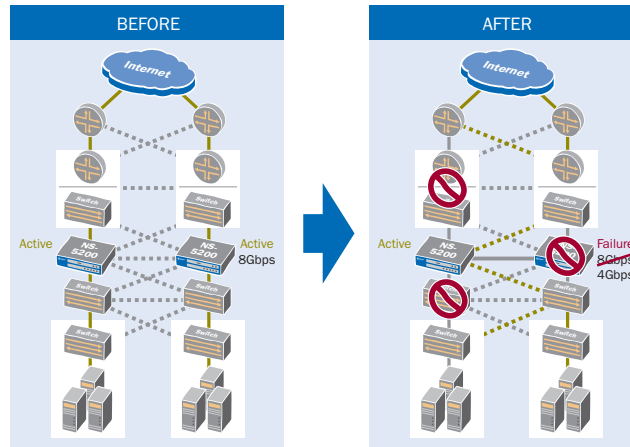 BEFORE
Internet
Switch
Active
NS-5200
NS-5200
Active
8Gbps
Switch
Switch
Switch
Switch
Switch
AFTER
Internet
Switch
Active
NS-5200
Failure
8Gbps
4Gbps
Switch
Switch
Switch